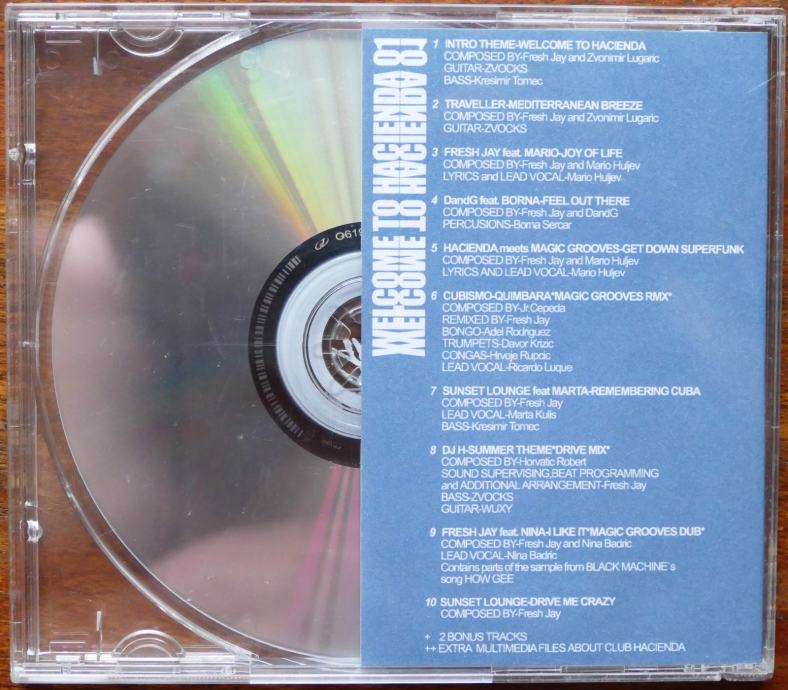 WELCOME TO HACIENDA 01
WELCOME TO HACIENDA 01
1 INTRO THEME-WELCOME TO HACIENDA
COMPOSED BY-Fresh Jay and Zvonimir Lugaric
GUITAR-ZVOCKS
BASS-Kresimir Tomec
2 TRAVELLER-MEDITERRANEAN BREEZE
COMPOSED BY-Fresh Jay and Zvonimir Lugaric
GUITAR-ZVOCKS
3 FRESH JAY feat. MARIO-JOY OF LIFE
COMPOSED BY-Fresh Jay and Mario Huljev
LYRICS and LEAD VOCAL-Mario Huljev
4 DandG feat. BORNA-FEEL OUT THERE
COMPOSED BY-Fresh Jay and DandG
PERCUSIONS-Borna Sercar
5 HACIENDA meets MAGIC GROOVES-GET DOWN SUPERFUNK
COMPOSED BY-Fresh Jay and Mario Huljev
LYRICS AND LEAD VOCAL-Mario Huljev
6 CUBISMO-QUIMBARA*MAGIC GROOVES RMX*
COMPOSED BY-Jr.Cepeda
REMIXED BY-Fresh Jay
BONGO-Adel Rodriguez
TRUMPETS-Davor Krizic
CONGAS-Hrvoje Rupcic
LEAD VOCAL-Ricardo Luque
7 SUNSET LOUNGE feat MARTA-REMEMBERING CUBA
COMPOSED BY-Fresh Jay
LEAD VOCAL-Marta Kulis
BASS-Kresimir Tomec
8 DJ H-SUMMER THEME*DRIVE MIX*
COMPOSED BY-Horvatic Robert
SOUND SUPERVISING,BEAT PROGRAMMING
and ADDITIONAL ARRANGEMENT-Fresh Jay
BASS-ZVOCKS
GUITAR-WUXY
9 FRESH JAY feat. NINA-I LIKE IT*MAGIC GROOVES DUB*
COMPOSED BY-Fresh Jay and Nina Badric
LEAD VOCAL-Nina Badric
Contains parts of the sample from BLACK MACHINE´s
song HOW GEE
10 SUNSET LOUNGE-DRIVE ME CRAZY
COMPOSED BY-Fresh Jay
+ 2 BONUS TRACKS
++ EXTRA MULTIMEDIA FILES ABOUT CLUB HACIENDA